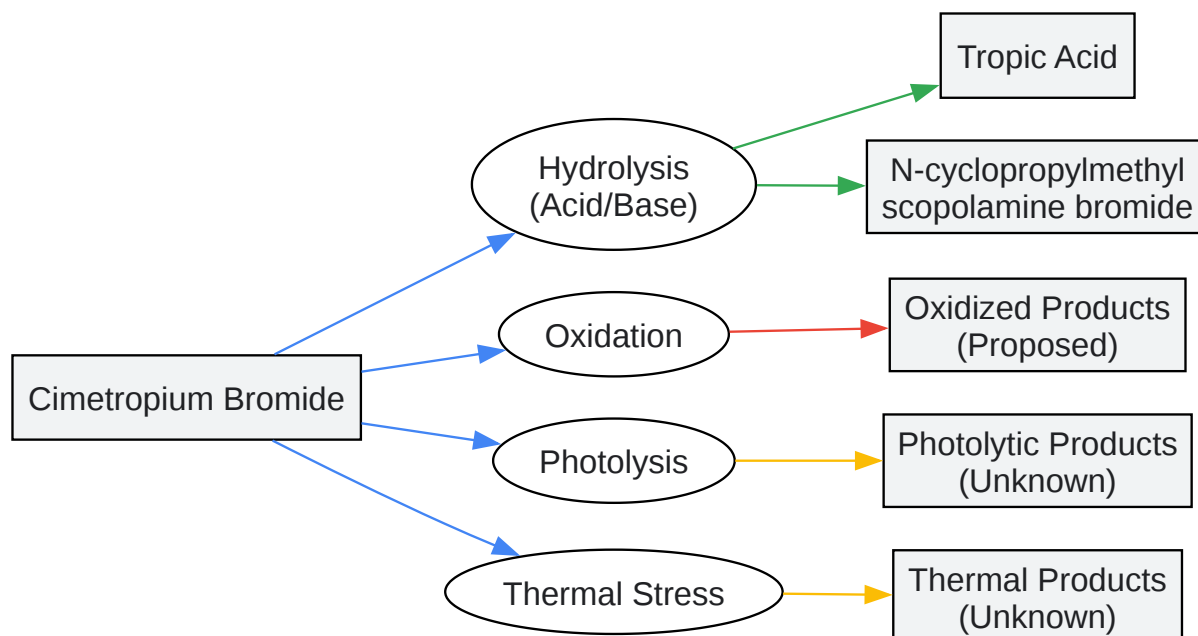 Tropic Acid
Hydrolysis
(Acid/Base)
N-cyclopropylmethyl
scopolamine bromide
Oxidation
Oxidized Products
(Proposed)
Cimetropium Bromide
Photolysis
Photolytic Products
(Unknown)
Thermal Stress
Thermal Products
(Unknown)